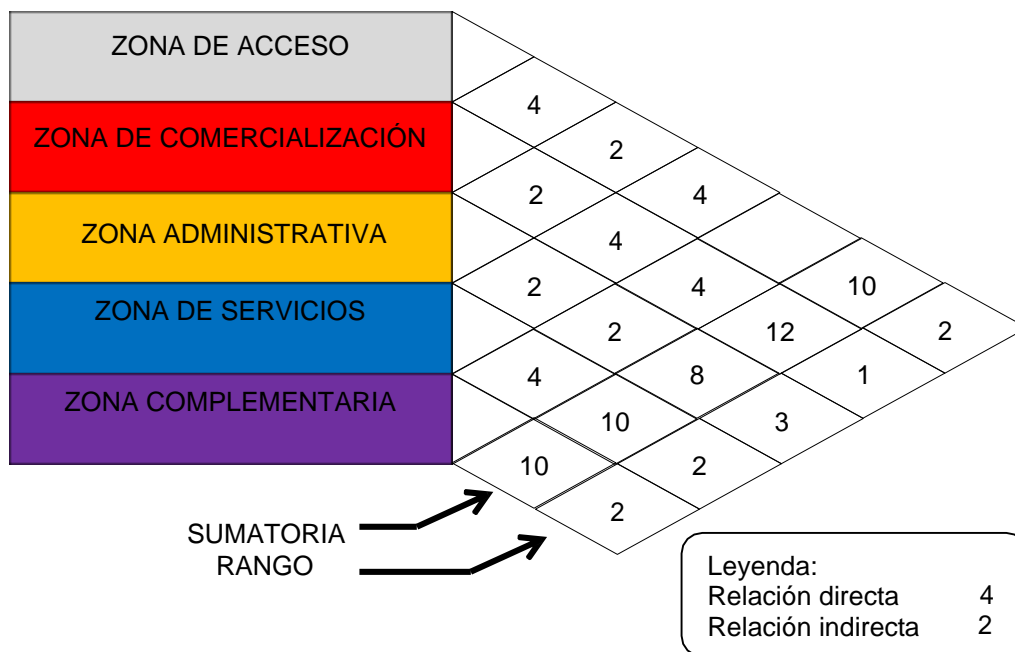 ZONA DE ACCESO
4
ZONA DE COMERCIALIZACIÓN
2
2
4
ZONA ADMINISTRATIVA
4
2
4
10
ZONA DE SERVICIOS
2
12
2
4
8
1
ZONA COMPLEMENTARIA
10
3
10
2
2
SUMATORIA
RANGO
Leyenda:
Relación directa 4
Relación indirecta 2